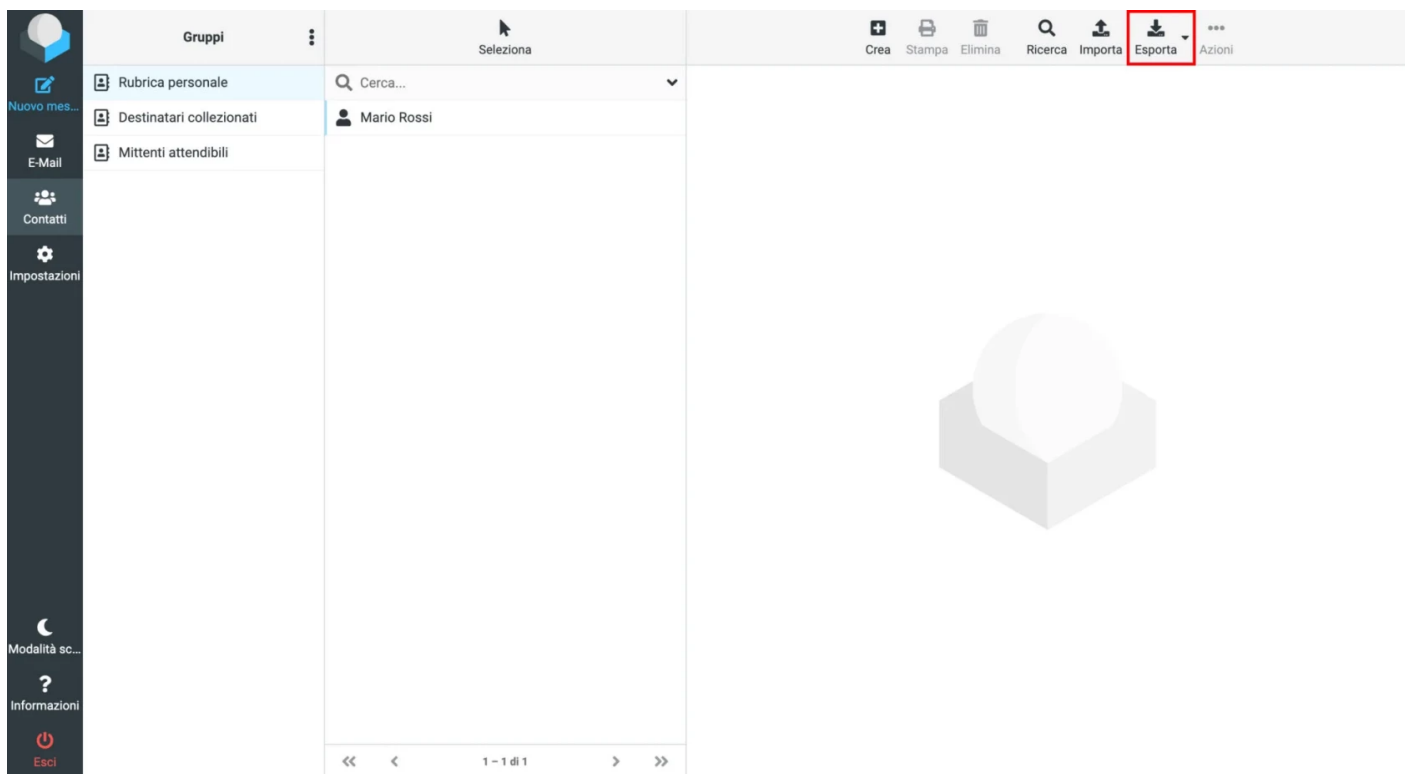 Nuovo mes...
E-Mail
Contatti
Impostazioni
Modalità sc...
Informazioni
Esci
Gruppi
Rubrica personale
Destinatari collezionati
Mittenti attendibili
Seleziona
Cerca...
Mario Rossi
1 – 1 di 1
Crea Stampa Elimina Ricerca Importa Esporta Azioni